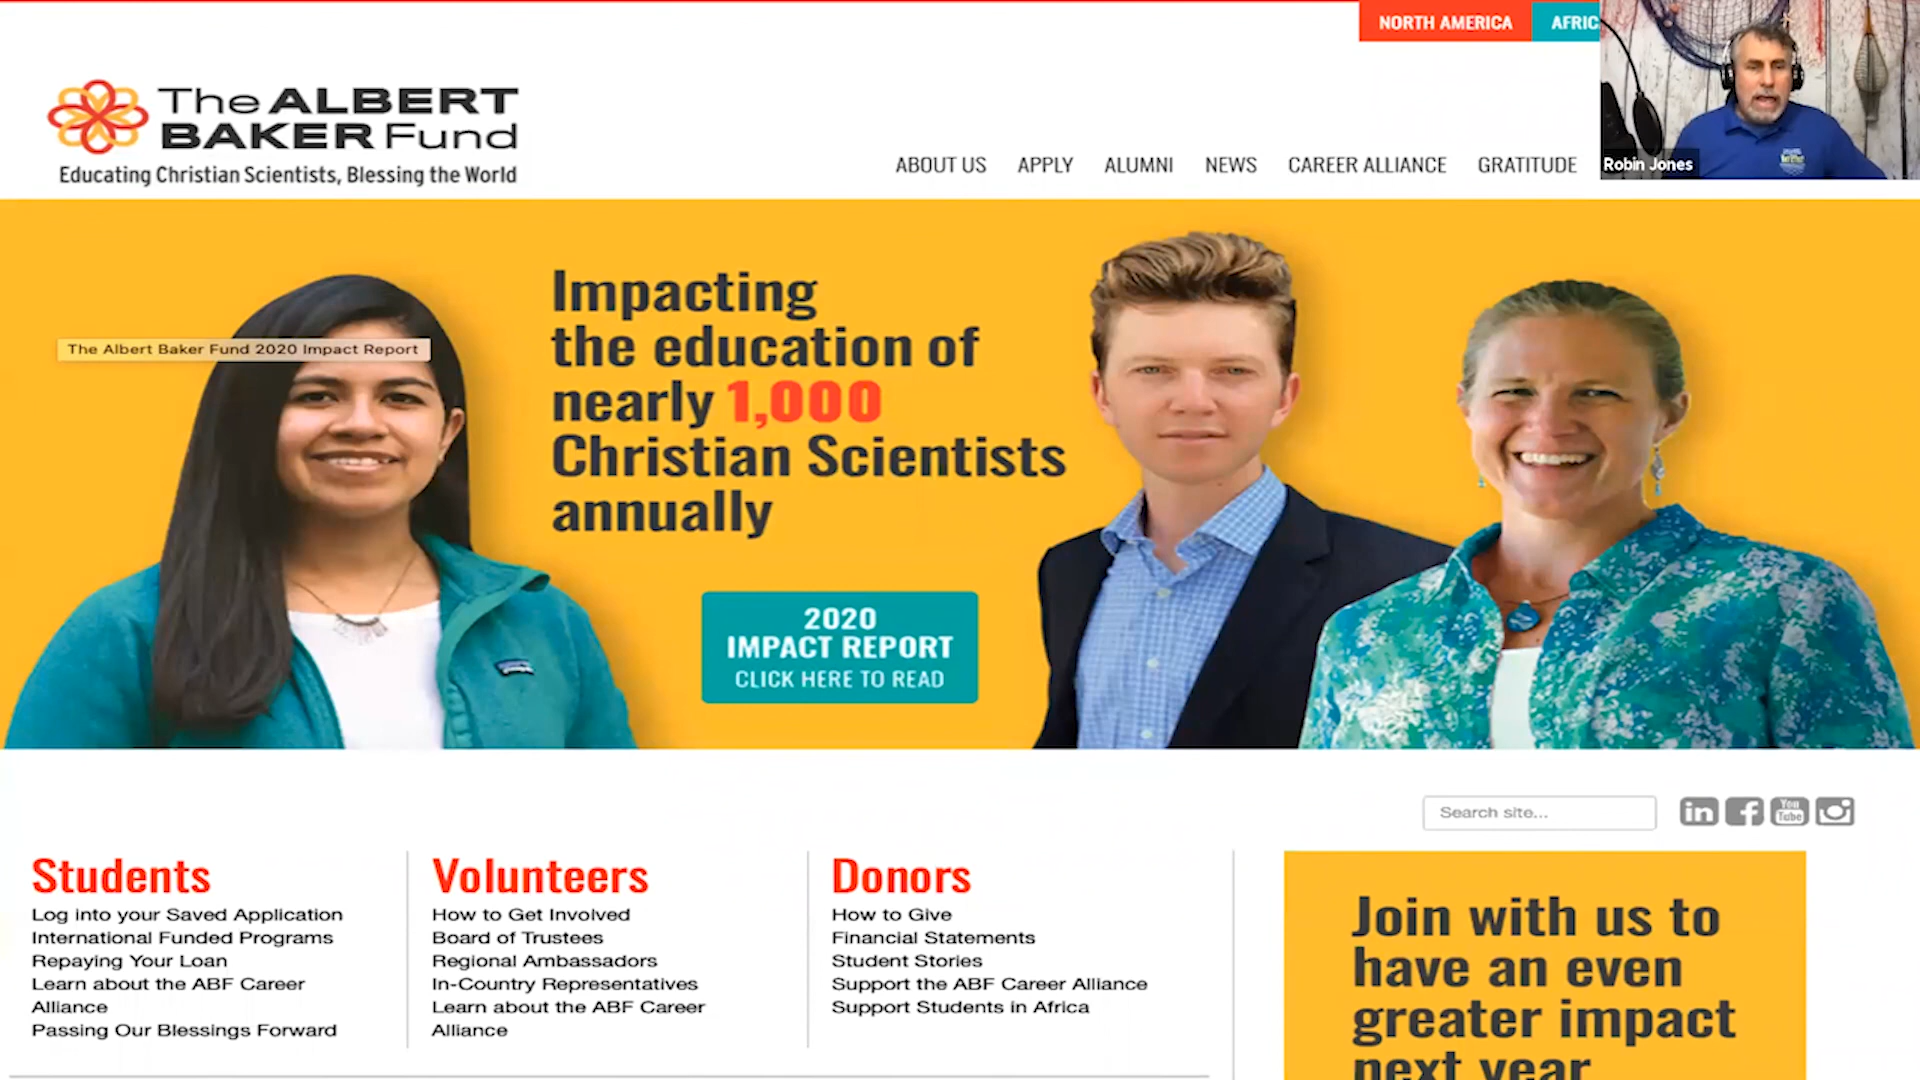 NORTH AMERICA
AFRIC
The ALBERT
BAKER Fund
Educating Christian Scientists, Blessing the World
ABOUT US
APPLY
ALUMNI
NEWS
CAREER ALLIANCE
GRATITUDE
Robin Jones
The Albert Baker Fund 2020 Impact Report
Impacting
the education of
nearly 1,000
Christian Scientists
annually
2020
IMPACT REPORT
CLICK HERE TO READ
Search site...
in
You
Tube
Students
Log into your Saved Application
International Funded Programs
Repaying Your Loan
Learn about the ABF Career
Alliance
Passing Our Blessings Forward
Volunteers
How to Get Involved
Board of Trustees
Regional Ambassadors
In-Country Representatives
Learn about the ABF Career
Alliance
Donors
How to Give
Financial Statements
Student Stories
Support the ABF Career Alliance
Support Students in Africa
Join with us to
have an even
greater impact
next year